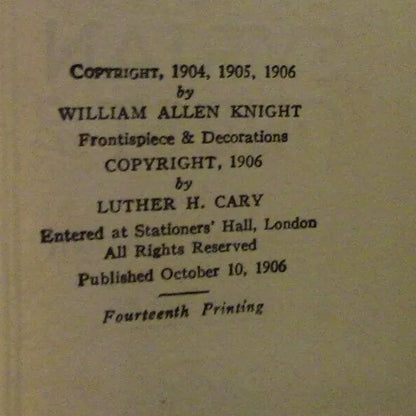 COPYRIGHT, 1904, 1905, 1906
by
WILLIAM ALLEN KNIGHT
Frontispiece & Decorations
COPYRIGHT, 1906
by
LUTHER H. CARY
Entered at Stationers' Hall, London
All Rights Reserved
Published October 10, 1906
Fourteenth Printing